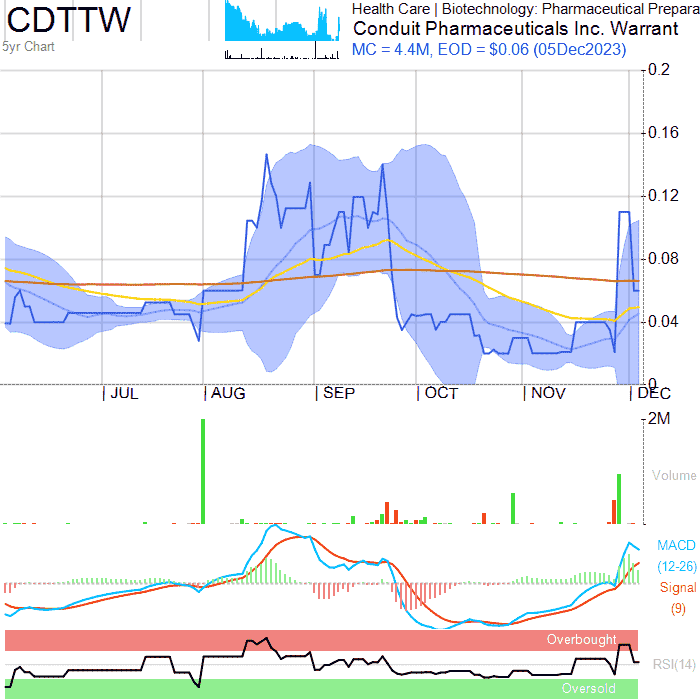 CDTTW
5yr Chart
Health Care | Biotechnology: Pharmaceutical Prepara
Conduit Pharmaceuticals Inc. Warrant
MC = 4.4M, EOD = $0.06 (05Dec2023)
0.2
0.16
0.12
0.08
0.04
0
JUL AUG SEP OCT NOV DEC
2M
Volume
MACD
(12-26)
Signal
(9)
Overbought
RSI(14)
Oversold